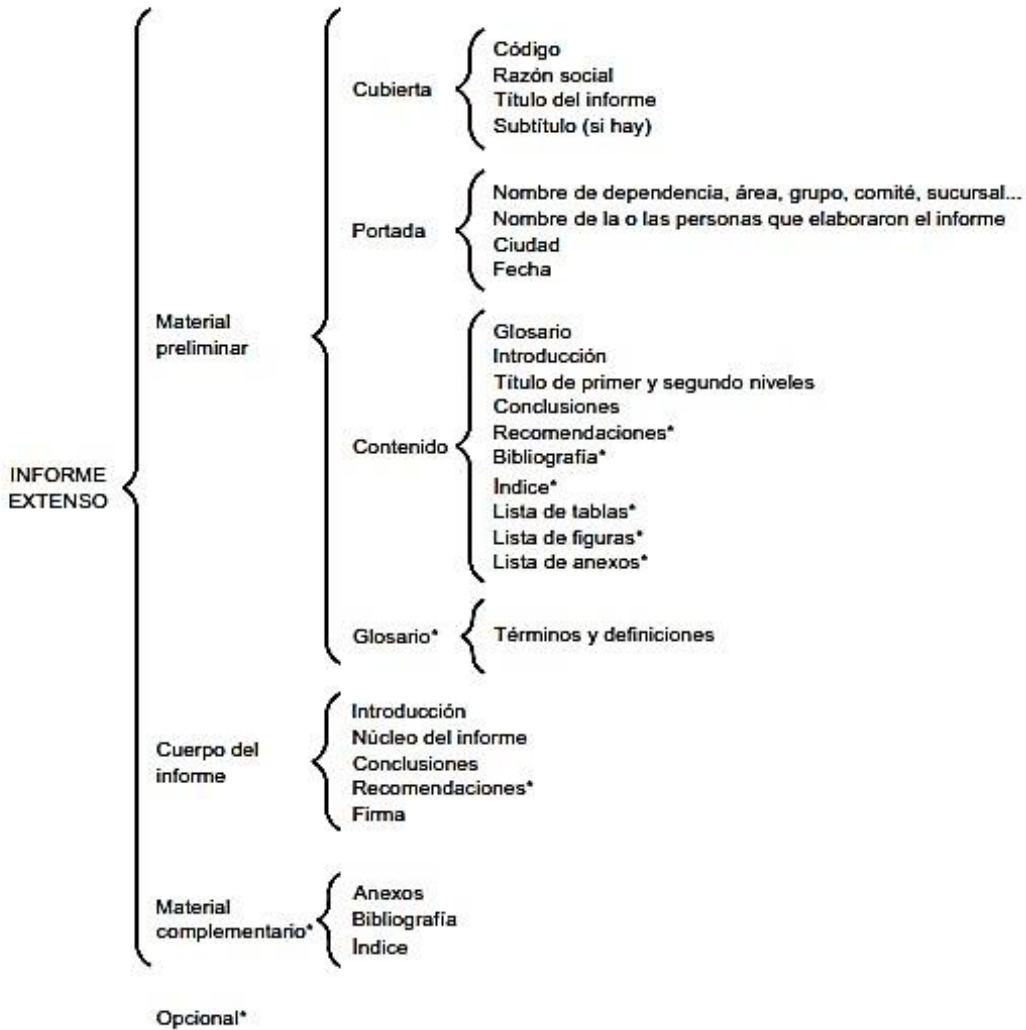 INFORME
EXTENSO
Material
preliminar
Cubierta
Código
Razón social
Título del informe
Subtítulo (si hay)
Portada
Nombre de dependencia, área, grupo, comité, sucursal...
Nombre de la o las personas que elaboraron el informe
Ciudad
Fecha
Contenido
Glosario
Introducción
Título de primer y segundo niveles
Conclusiones
Recomendaciones*
Bibliografía*
Índice*
Lista de tablas*
Lista de figuras*
Lista de anexos*
Glosario*
Términos y definiciones
Cuerpo del
informe
Introducción
Núcleo del informe
Conclusiones
Recomendaciones*
Firma
Material
complementario*
Anexos
Bibliografía
Índice
Opcional*